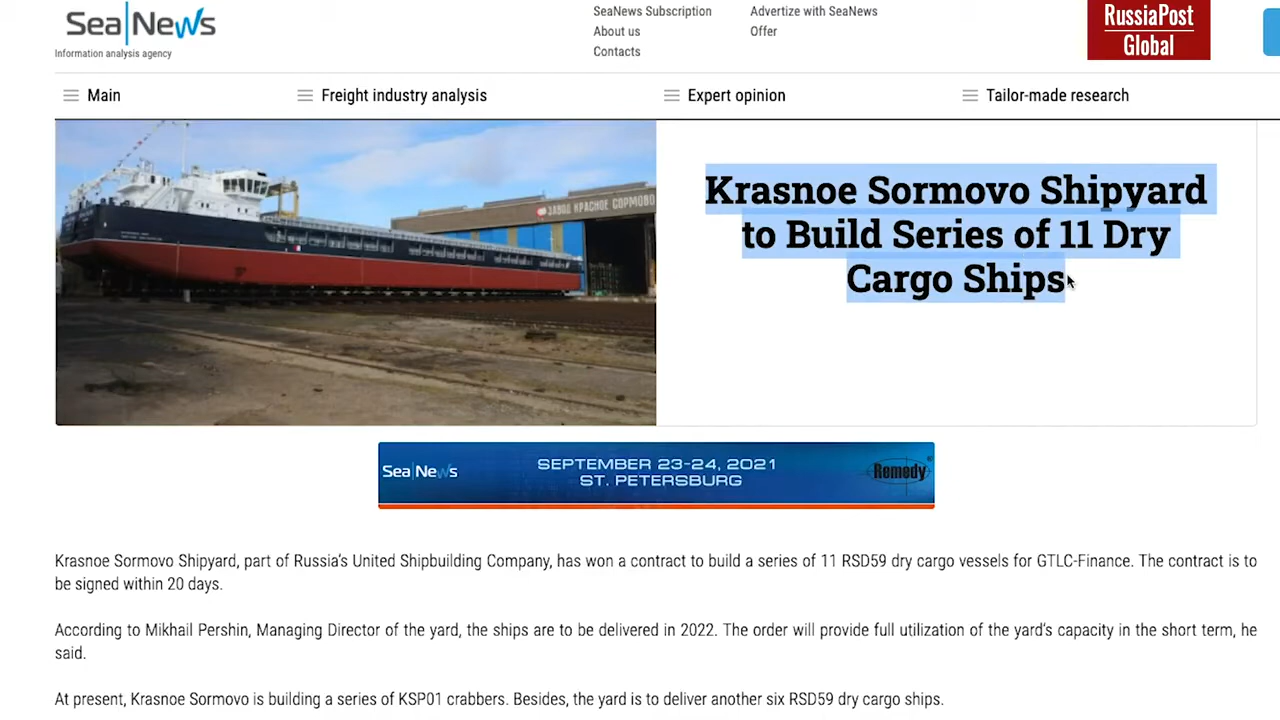 Sea|News
Information analysis agency
SeaNews Subscription
About us
Contacts
Advertize with SeaNews
Offer
RussiaPost
Global
Main
Freight industry analysis
Expert opinion
Tailor-made research
ЗАВОД КРАСНОЕ СОРМОВО
Krasnoe Sormovo Shipyard
to Build Series of 11 Dry
Cargo Ships
Sea|News
SEPTEMBER 23-24, 2021
ST. PETERSBURG
Remedy
Krasnoe Sormovo Shipyard, part of Russia's United Shipbuilding Company, has won a contract to build a series of 11 RSD59 dry cargo vessels for GTLC-Finance. The contract is to
be signed within 20 days.
According to Mikhail Pershin, Managing Director of the yard, the ships are to be delivered in 2022. The order will provide full utilization of the yard's capacity in the short term, he
said.
At present, Krasnoe Sormovo is building a series of KSP01 crabbers. Besides, the yard is to deliver another six RSD59 dry cargo ships.